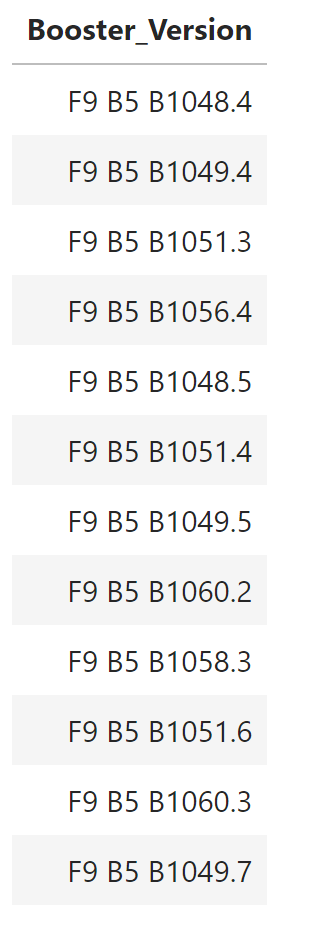 Booster_Version
F9 B5 B1048.4
F9 B5 B1049.4
F9 B5 B1051.3
F9 B5 B1056.4
F9 B5 B1048.5
F9 B5 B1051.4
F9 B5 B1049.5
F9 B5 B1060.2
F9 B5 B1058.3
F9 B5 B1051.6
F9 B5 B1060.3
F9 B5 B1049.7